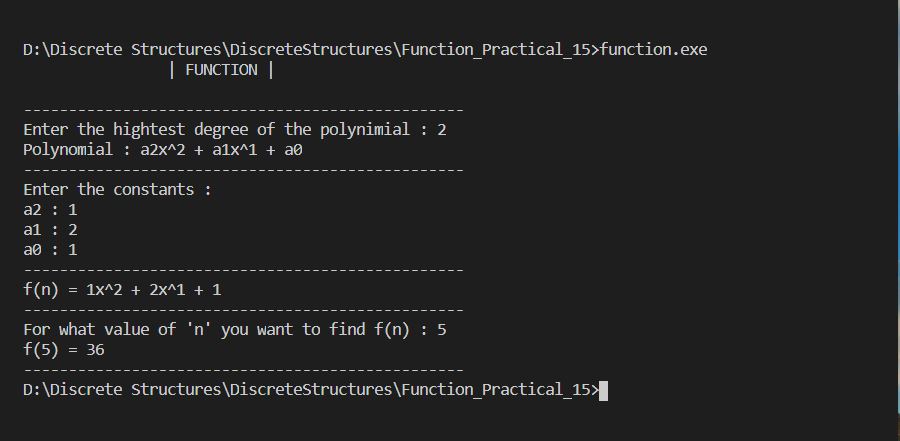 D:\Discrete Structures\DiscreteStructures\Function_Practical_15>function.exe
| FUNCTION |
-------------------------------------------------
Enter the hightest degree of the polynimial : 2
Polynomial : a2x^2 + a1x^1 + a0
-------------------------------------------------
Enter the constants :
a2 : 1
a1 : 2
a0 : 1
-------------------------------------------------
f(n) = 1x^2 + 2x^1 + 1
-------------------------------------------------
For what value of 'n' you want to find f(n) : 5
f(5) = 36
-------------------------------------------------
D:\Discrete Structures\DiscreteStructures\Function_Practical_15>